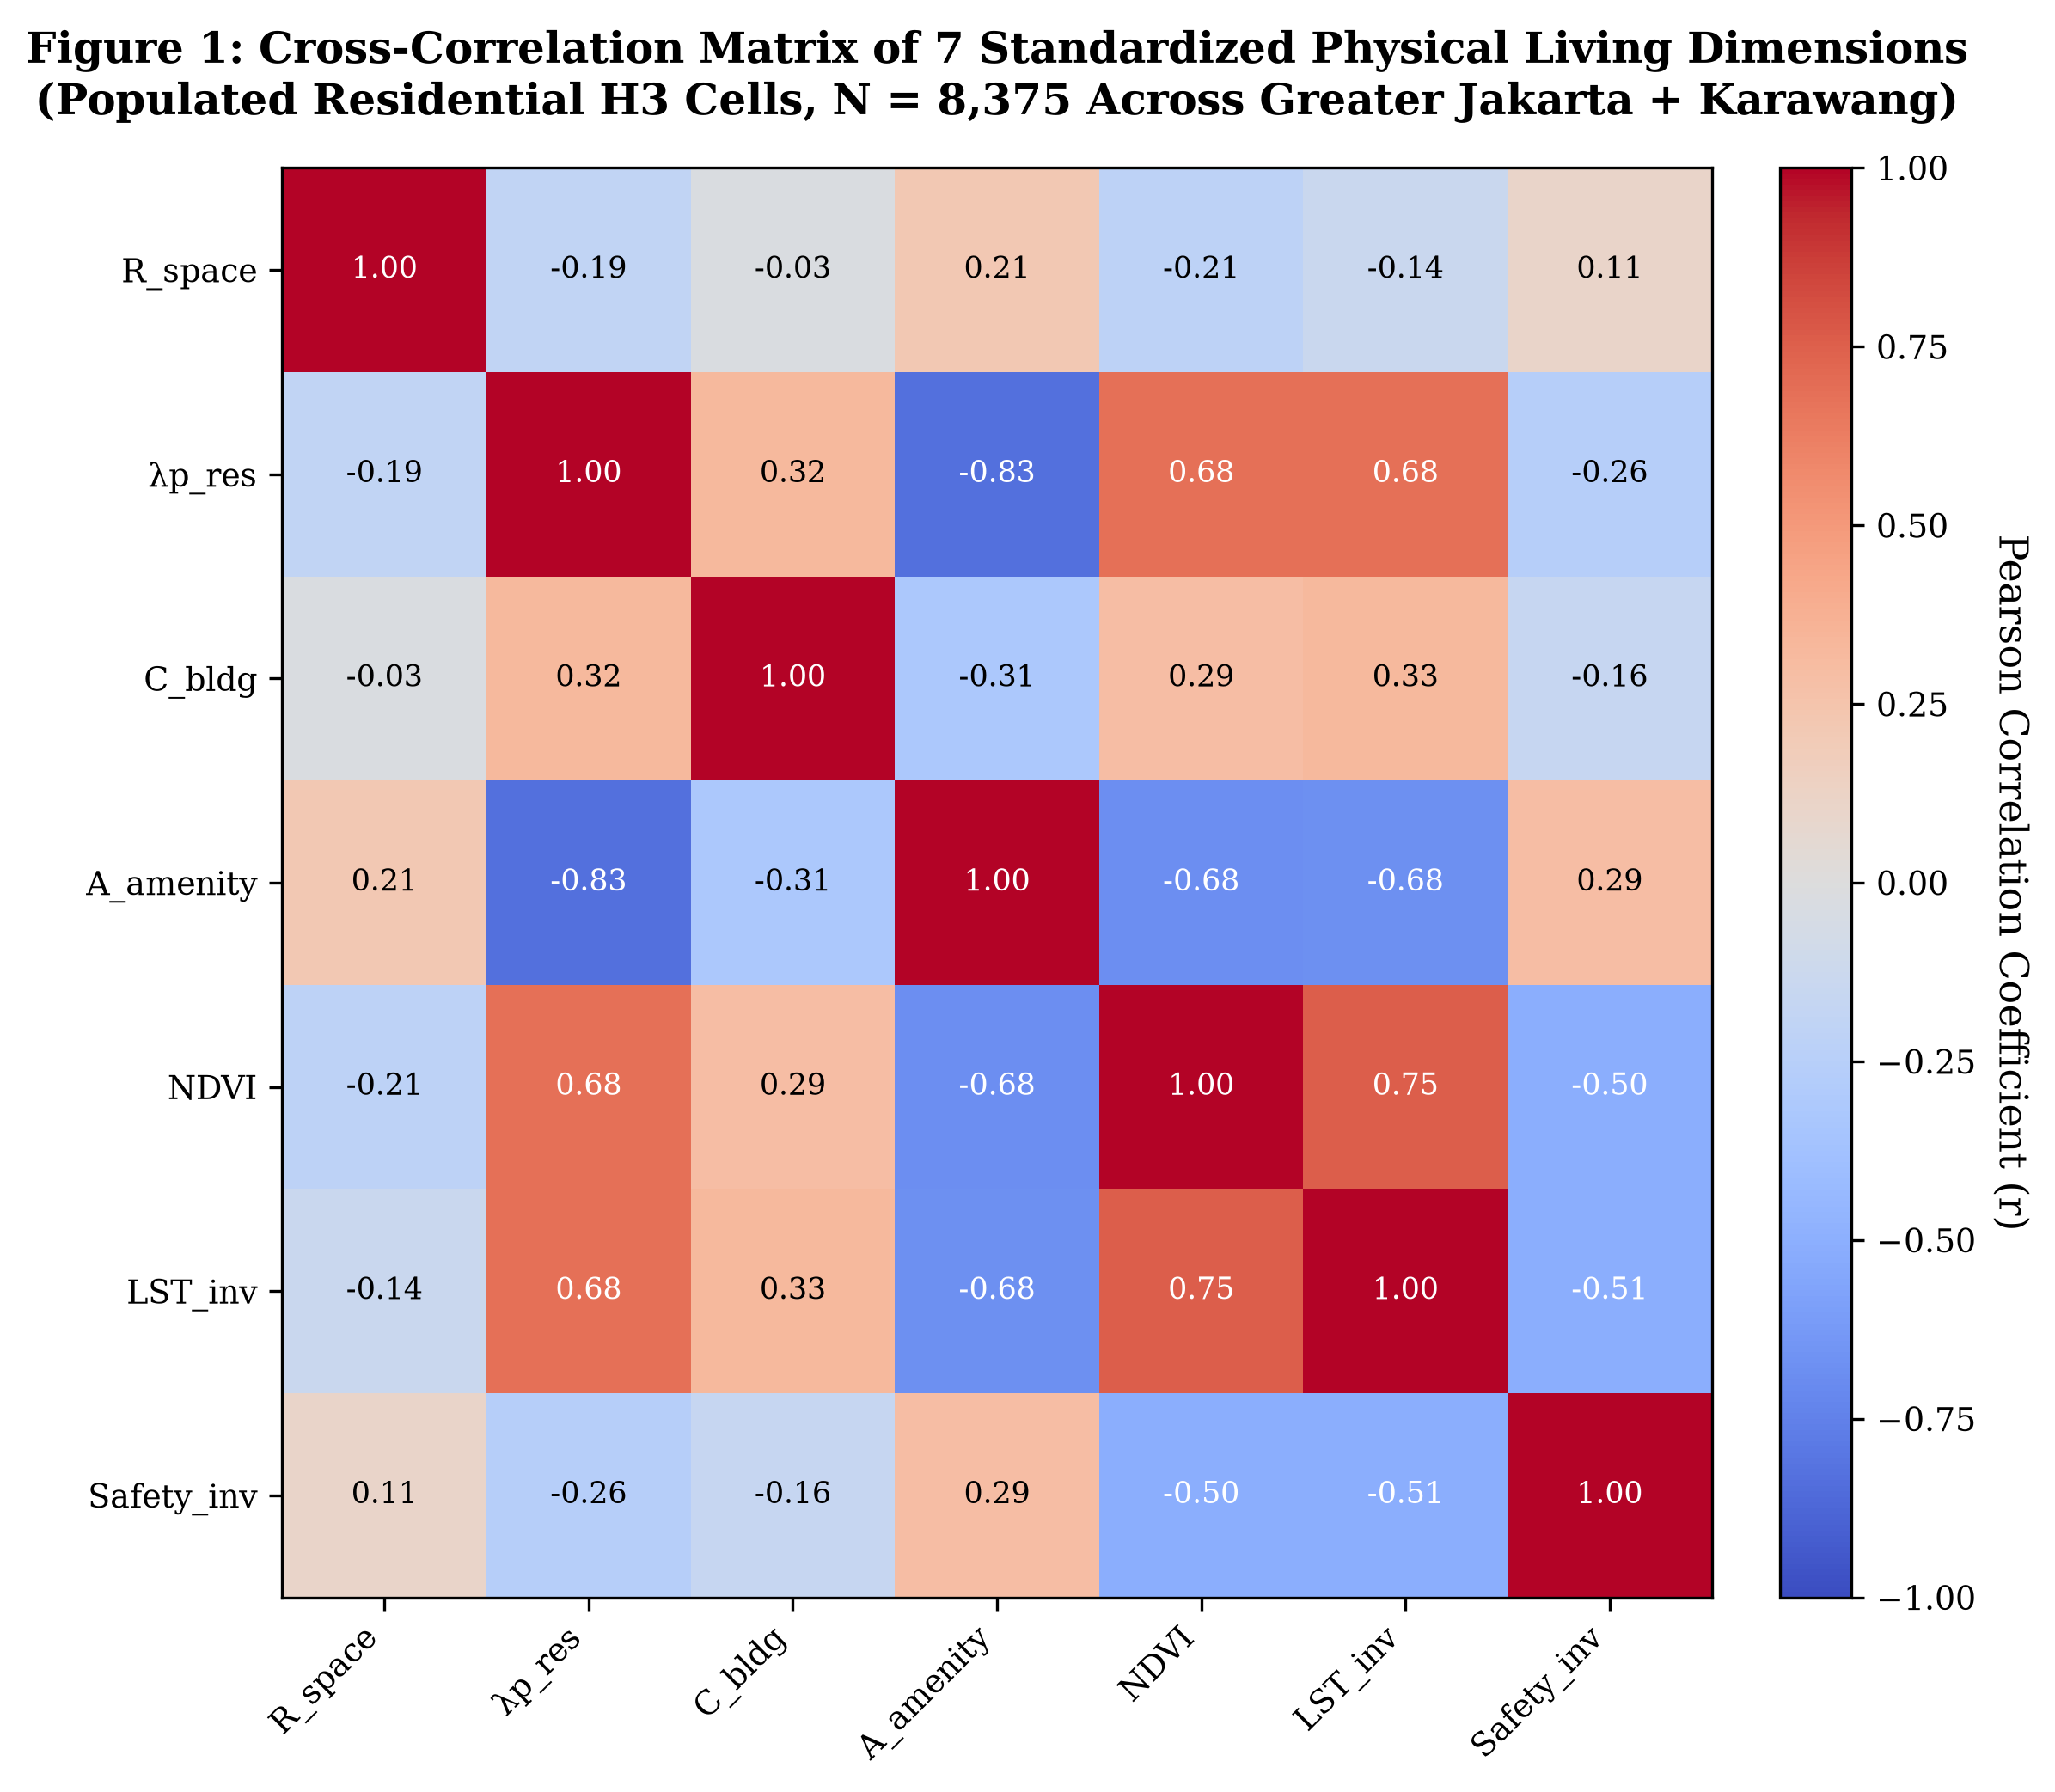 Figure 1: Cross-Correlation Matrix of 7 Standardized Physical Living Dimensions
(Populated Residential H3 Cells, N = 8,375 Across Greater Jakarta + Karawang)
R_space 1.00 -0.19 -0.03 0.21 -0.21 -0.14 0.11
λp_res -0.19 1.00 0.32 -0.83 0.68 0.68 -0.26
C_bldg -0.03 0.32 1.00 -0.31 0.29 0.33 -0.16
A_amenity 0.21 -0.83 -0.31 1.00 -0.68 -0.68 0.29
NDVI -0.21 0.68 0.29 -0.68 1.00 0.75 -0.50
LST_inv -0.14 0.68 0.33 -0.68 0.75 1.00 -0.51
Safety_inv 0.11 -0.26 -0.16 0.29 -0.50 -0.51 1.00
R_space λp_res C_bldg A_amenity NDVI LST_inv Safety_inv
1.00
0.75
0.50
0.25
0.00
−0.25
−0.50
−0.75
−1.00
Pearson Correlation Coefficient (r)